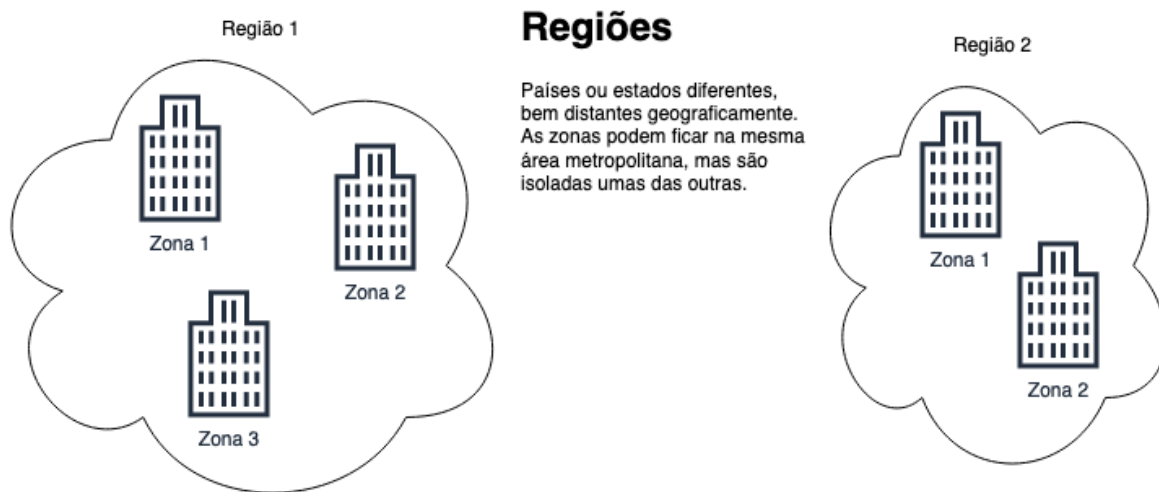 Região 1
Zona 1
Zona 2
Zona 3
Regiões
Países ou estados diferentes,
bem distantes geograficamente.
As zonas podem ficar na mesma
área metropolitana, mas são
isoladas umas das outras.
Região 2
Zona 1
Zona 2